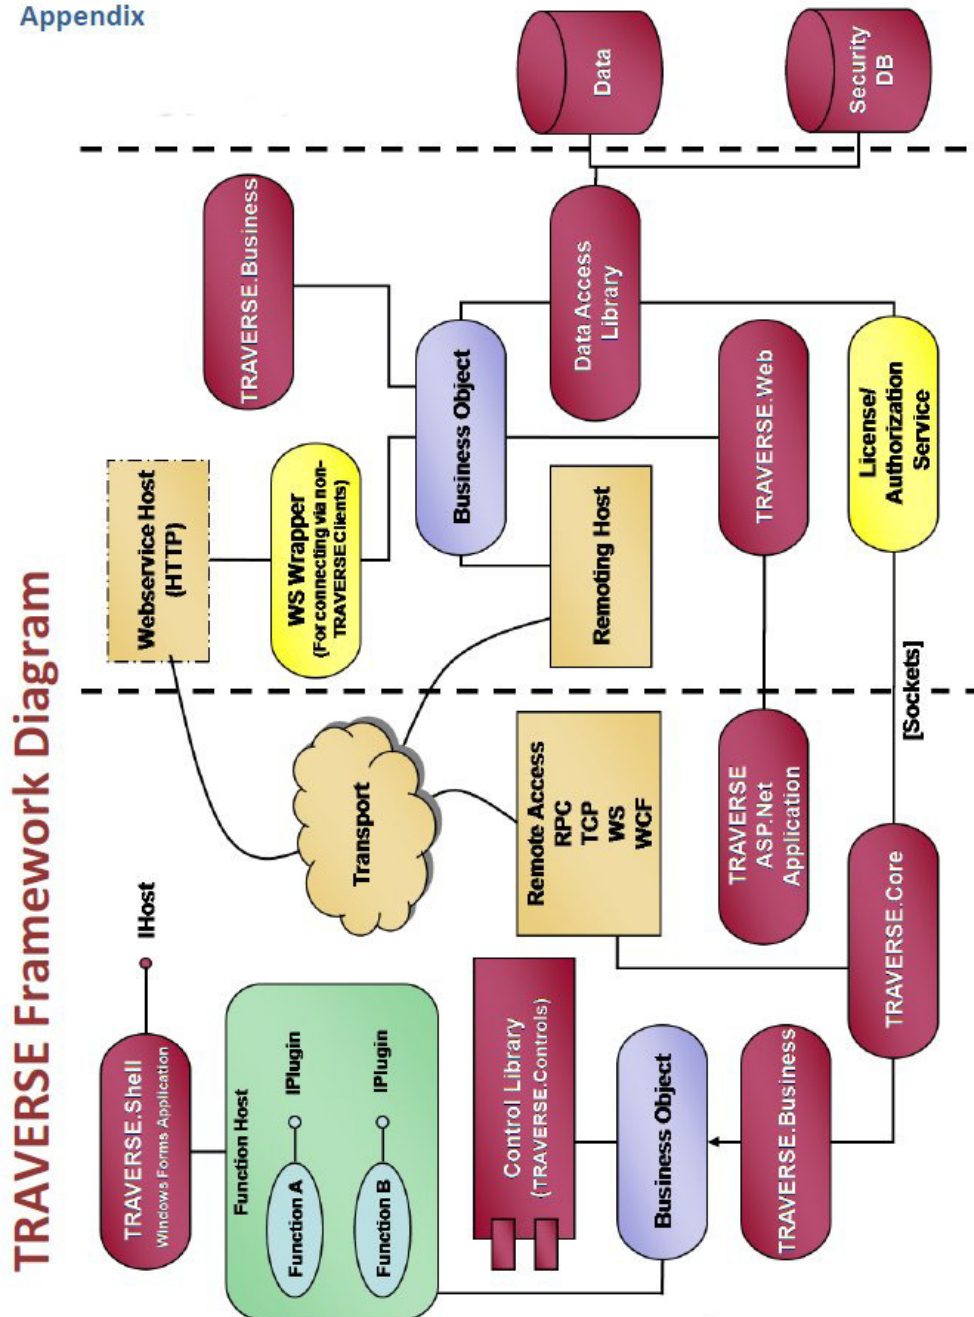 Appendix
TRAVERSE Framework Diagram
TRAVERSE.Shell
Windows Forms Application
IHost
Function Host
Function A
IPlugin
Function B
IPlugin
Control Library
(TRAVERSE.Controls)
Business Object
TRAVERSE.Business
TRAVERSE.Core
Transport
Remote Access
RPC
TCP
WS
WCF
TRAVERSE
ASP.Net
Application
[Sockets]
Webservice Host
(HTTP)
WS Wrapper
(For connecting via non-
TRAVERSEClients)
Business Object
Remoting Host
TRAVERSE.Business
Data Access
Library
TRAVERSE.Web
License/
Authorization
Service
Data
Security
DB